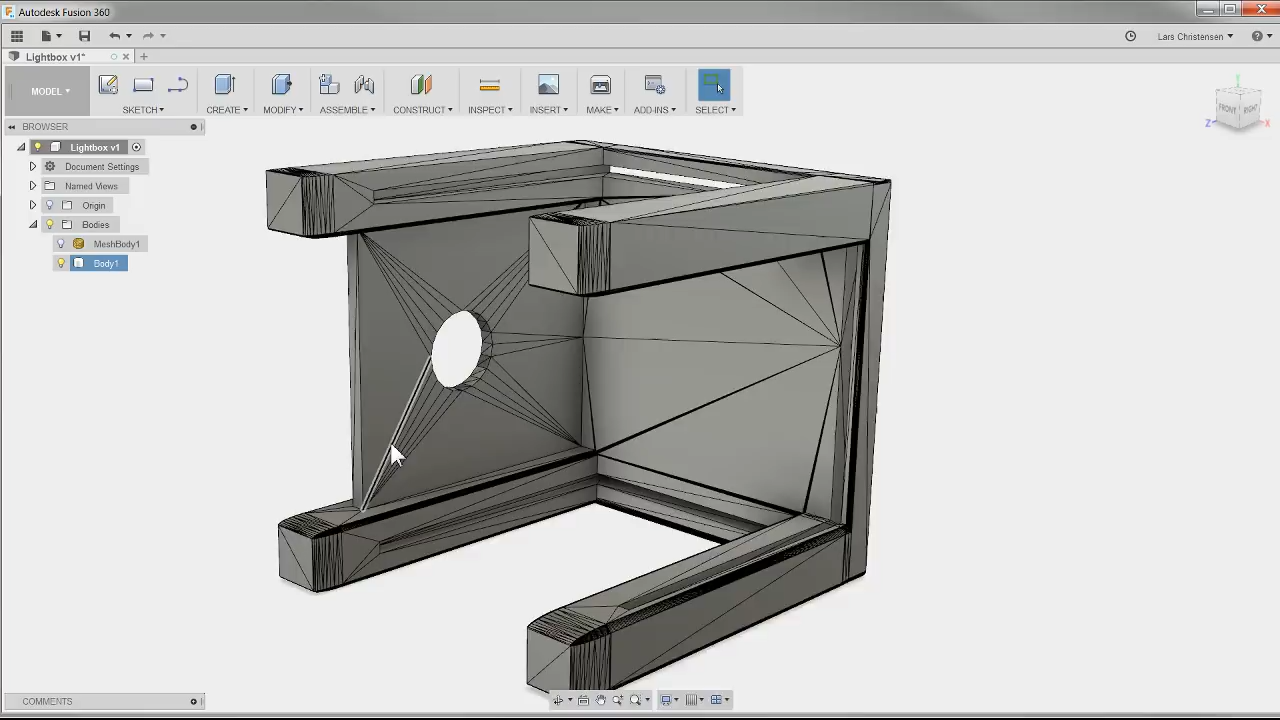 Autodesk Fusion 360
Lars Christensen
Lightbox v1*
MODEL
SKETCH
CREATE
MODIFY
ASSEMBLE
CONSTRUCT
INSPECT
INSERT
MAKE
ADD-INS
SELECT
BROWSER
Lightbox v1
Document Settings
Named Views
Origin
Bodies
MeshBody1
Body1
FRONT
RIGHT
Y
Z
X
COMMENTS